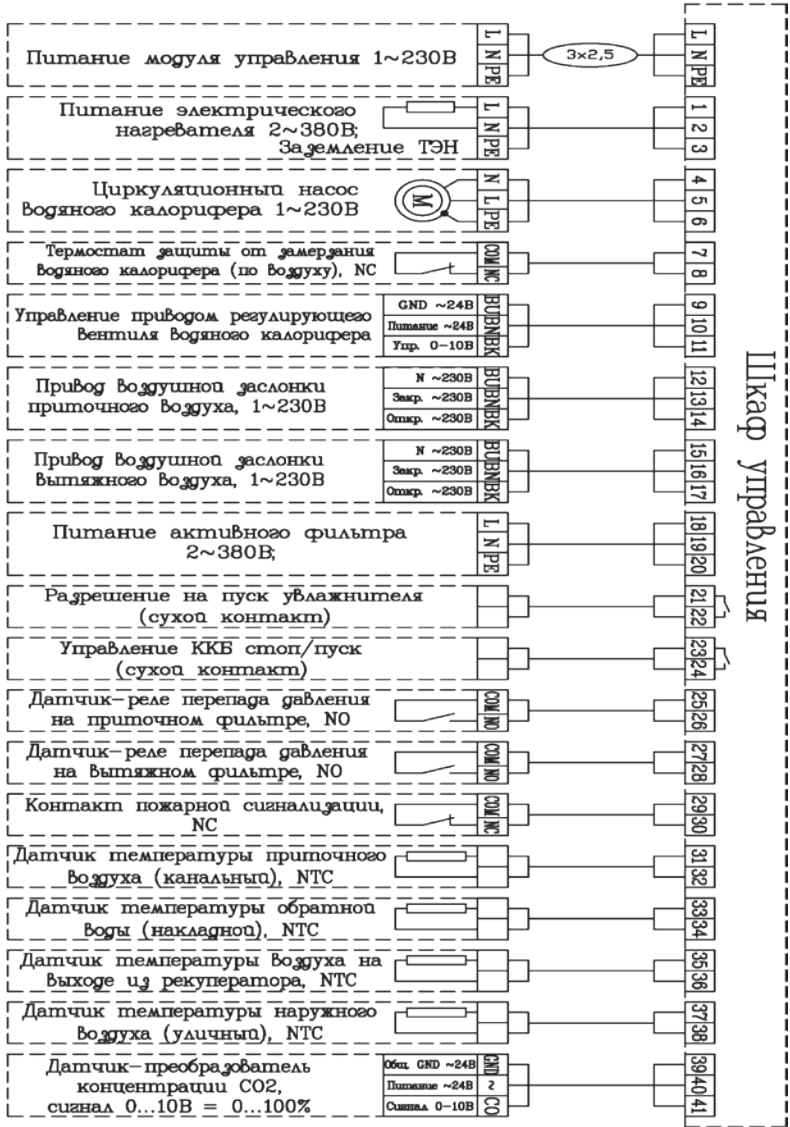 Питание модуля управления 1~230В
L
N
PE
3x2,5
L
N
PE
Питание электрического
нагревателя 2~380В;
Заземление ТЭН
L
N
PE
1
2
3
Циркуляционный насос
водяного калорифера 1~230В
M
N
L
PE
4
5
6
Термостат защиты от замерзания
водяного калорифера (по воздуху), NC
COM
NC
7
8
Управление приводом регулирующего
вентиля водяного калорифера
GND ~24В
Питание ~24В
Упр. 0-10В
BU
BN
BK
9
10
11
Привод воздушной заслонки
приточного воздуха, 1~230В
N ~230В
Закр. ~230В
Откр. ~230В
BU
BN
BK
12
13
14
Привод воздушной заслонки
вытяжного воздуха, 1~230В
N ~230В
Закр. ~230В
Откр. ~230В
BU
BN
BK
15
16
17
Питание активного фильтра
2~380В;
L
N
PE
18
19
20
Разрешение на пуск увлажнителя
(сухой контакт)
21
22
Управление ККБ стоп/пуск
(сухой контакт)
23
24
Датчик-реле перепада давления
на приточном фильтре, NO
COM
NO
25
26
Датчик-реле перепада давления
на вытяжном фильтре, NO
COM
NO
27
28
Контакт пожарной сигнализации,
NC
COM
NC
29
30
Датчик температуры приточного
воздуха (канальный), NTC
31
32
Датчик температуры обратной
воды (накладной), NTC
33
34
Датчик температуры воздуха на
выходе из рекуператора, NTC
35
36
Датчик температуры наружного
воздуха (уличный), NTC
37
38
Датчик-преобразователь
концентрации CO2,
сигнал 0...10В = 0...100%
Общ. GND ~24В
Питание ~24В
Сигнал 0-10В
GND
~
CO
39
40
41
Шкаф управления